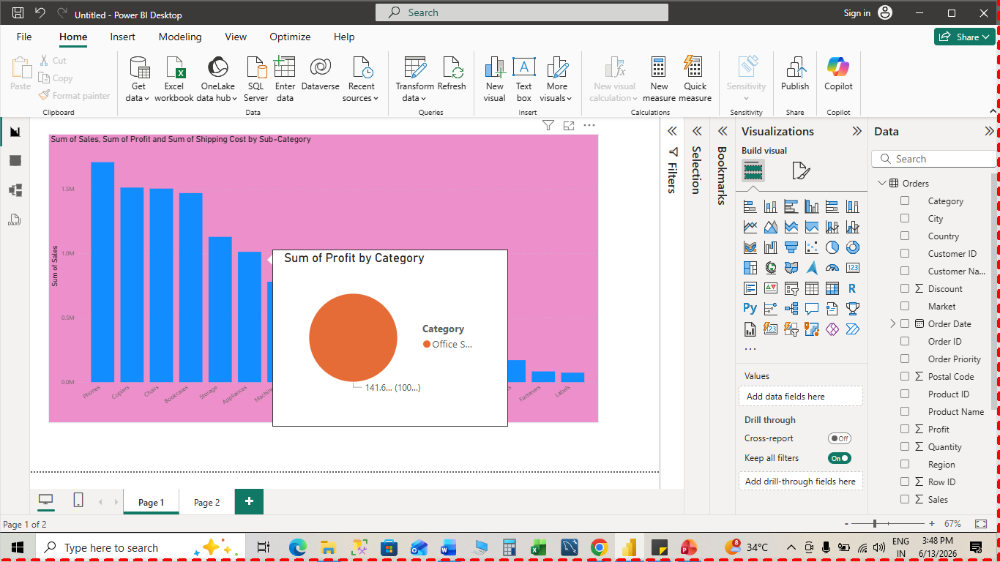 Untitled - Power BI Desktop
Search
Sign in
File Home Insert Modeling View Optimize Help
Share
Paste
Cut
Copy
Format painter
Clipboard
Get data
Excel workbook
OneLake data hub
SQL Server
Enter data
Dataverse
Recent sources
Data
Transform data
Refresh
Queries
New visual
Text box
More visuals
Insert
New visual calculation
New measure
Quick measure
Calculations
Sensitivity
Sensitivity
Publish
Share
Copilot
Copilot
DAX
Sum of Sales, Sum of Profit and Sum of Shipping Cost by Sub-Category
Sum of Sales
1.5M
1.0M
0.5M
0.0M
Phones
Copiers
Chairs
Bookcases
Storage
Appliances
Fasteners
Labels
Sum of Profit by Category
Category
Office S...
141.6... (100...)
Filters
Selection
Bookmarks
Visualizations
Build visual
123
R
Py
...
Values
Add data fields here
Drill through
Cross-report
Off
Keep all filters
On
Add drill-through fields here
Data
Search
Orders
Category
City
Country
Customer ID
Customer Na...
Discount
Market
Order Date
Order ID
Order Priority
Postal Code
Product ID
Product Name
Profit
Quantity
Region
Row ID
Sales
Page 1
Page 2
+
Page 1 of 2
- + 67%
Type here to search
34°C
ENG
IN
3:48 PM
6/13/2026